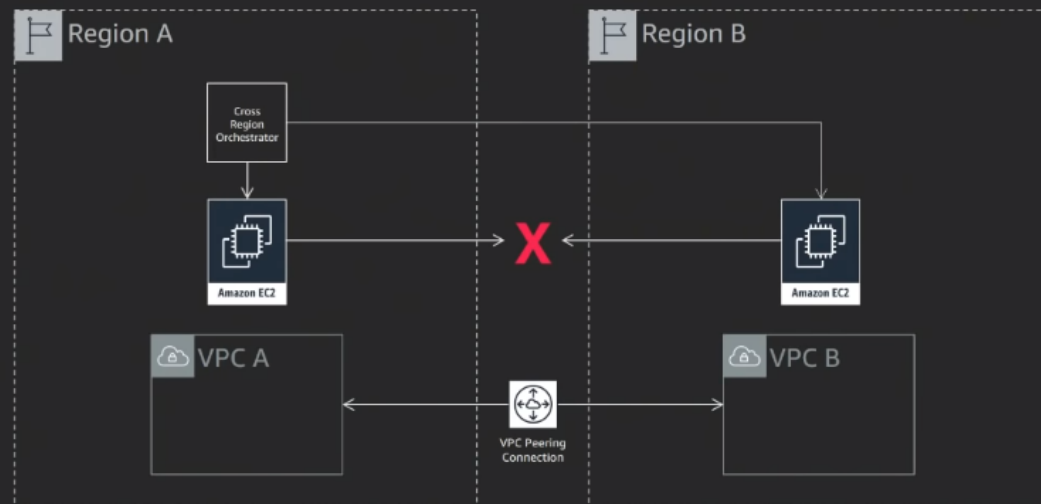 Region A
Region B
Cross
Region
Orchestrator
X
Amazon EC2
Amazon EC2
VPC A
VPC B
VPC Peering
Connection